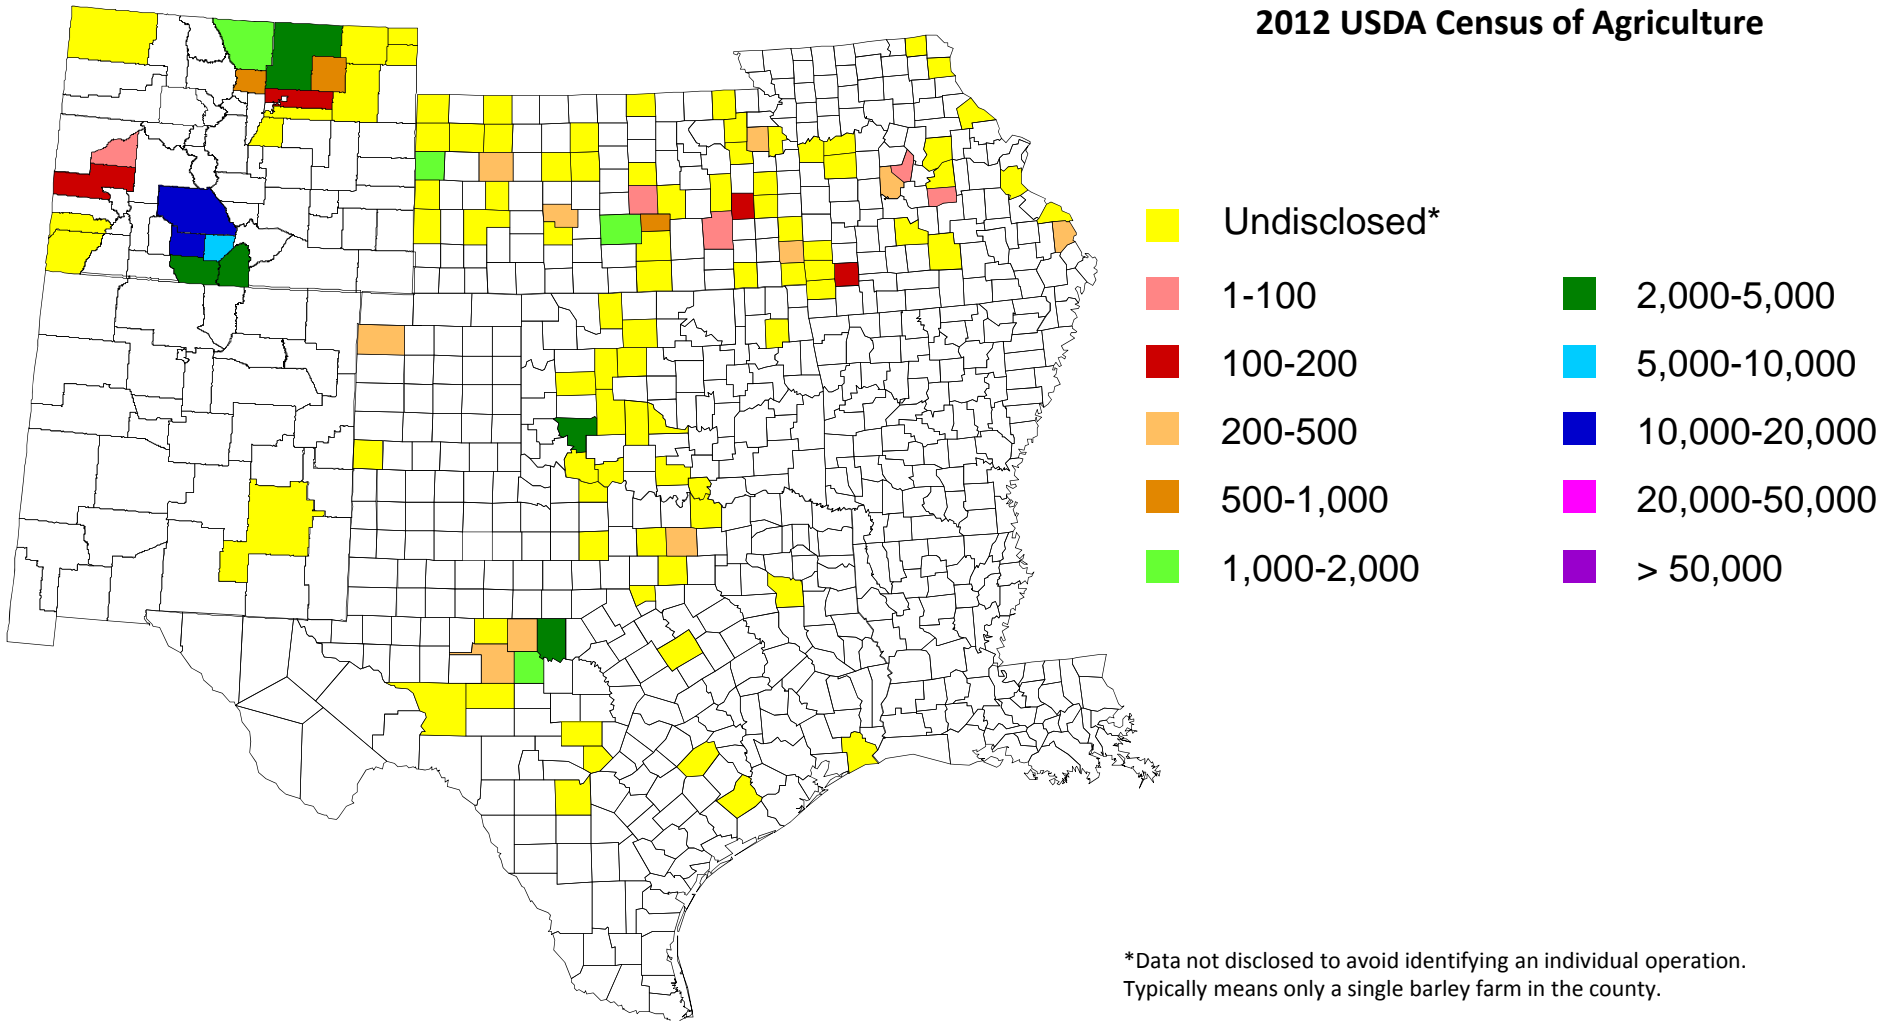 2012 USDA Census of Agriculture
Undisclosed*
1-100
2,000-5,000
100-200
5,000-10,000
200-500
10,000-20,000
500-1,000
20,000-50,000
1,000-2,000
> 50,000
*Data not disclosed to avoid identifying an individual operation.
Typically means only a single barley farm in the county.